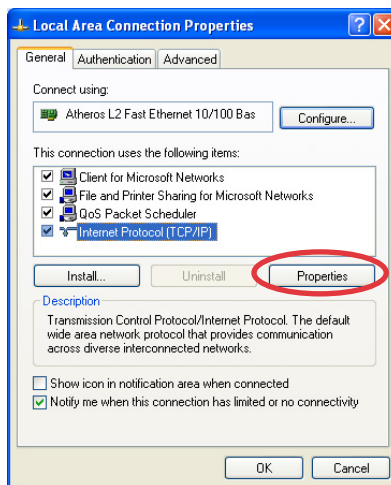 Local Area Connection Properties
General Authentication Advanced
Connect using:
Atheros L2 Fast Ethernet 10/100 Bas
Configure...
This connection uses the following items:
Client for Microsoft Networks
File and Printer Sharing for Microsoft Networks
QoS Packet Scheduler
Internet Protocol (TCP/IP)
Install... Uninstall Properties
Description
Transmission Control Protocol/Internet Protocol. The default
wide area network protocol that provides communication
across diverse interconnected networks.
Show icon in notification area when connected
Notify me when this connection has limited or no connectivity
OK Cancel